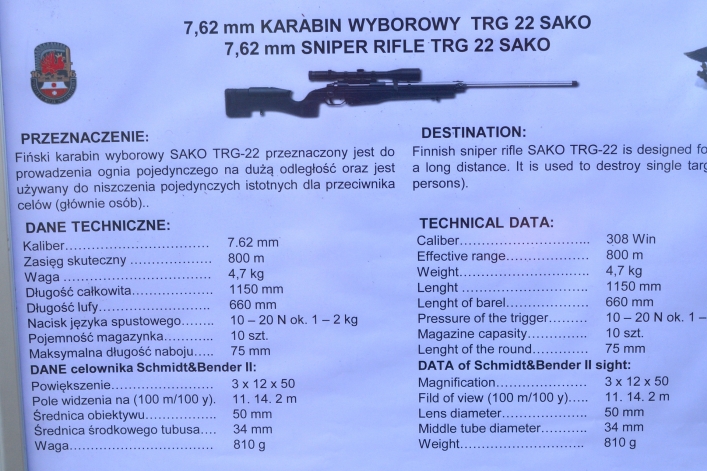 7,62 mm KARABIN WYBOROWY TRG 22 SAKO
7,62 mm SNIPER RIFLE TRG 22 SAKO
PRZEZNACZENIE:
Fiński karabin wyborowy SAKO TRG-22 przeznaczony jest do
prowadzenia ognia pojedynczego na dużą odległość oraz jest
używany do niszczenia pojedynczych istotnych dla przeciwnika
celów (głównie osób)..
DANE TECHNICZNE:
Kaliber................................ 7.62 mm
Zasięg skuteczny .................. 800 m
Waga ................................. 4,7 kg
Długość całkowita.................. 1150 mm
Długość lufy......................... 660 mm
Nacisk języka spustowego........ 10 – 20 N ok. 1 – 2 kg
Pojemność magazynka............ 10 szt.
Maksymalna długość naboju..... 75 mm
DANE celownika Schmidt&Bender II:
Powiększenie....................... 3 x 12 x 50
Pole widzenia na (100 m/100 y). 11. 14. 2 m
Średnica obiektywu................ 50 mm
Średnica środkowego tubusa.... 34 mm
Waga.................................. 810 g
DESTINATION:
Finnish sniper rifle SAKO TRG-22 is designed fo
a long distance. It is used to destroy single targ
persons).
TECHNICAL DATA:
Caliber............................. 308 Win
Effective range................... 800 m
Weight............................. 4,7 kg
Lenght ............................. 1150 mm
Lenght of barel................... 660 mm
Pressure of the trigger......... 10 – 20 N ok. 1 –
Magazine capasity.............. 10 szt.
Lenght of the round............. 75 mm
DATA of Schmidt&Bender II sight:
Magnification..................... 3 x 12 x 50
Fild of view (100 m/100 y)..... 11. 14. 2 m
Lens diameter.................... 50 mm
Middle tube diameter........... 34 mm
Weight............................. 810 g